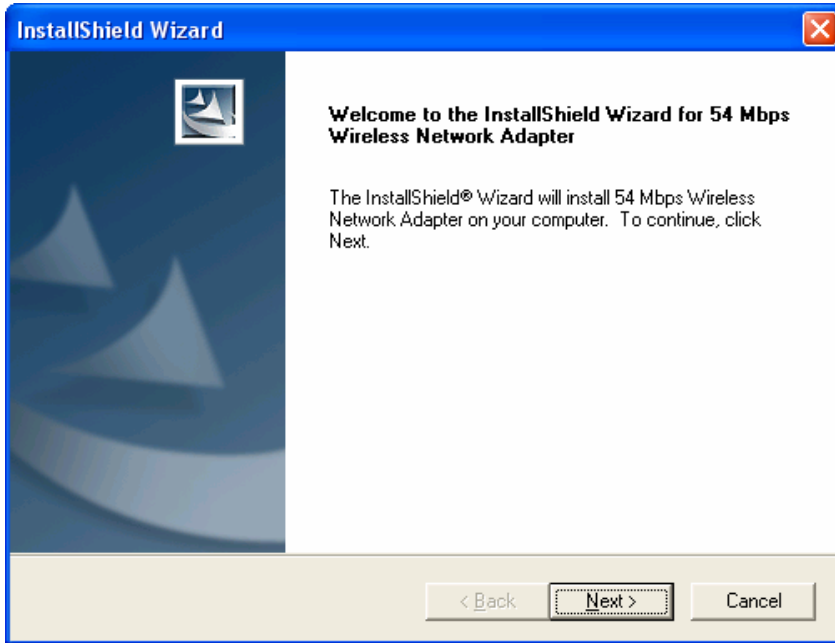 InstallShield Wizard
Welcome to the InstallShield Wizard for 54 Mbps
Wireless Network Adapter
The InstallShield® Wizard will install 54 Mbps Wireless
Network Adapter on your computer.  To continue, click
Next.
< Back
Next >
Cancel